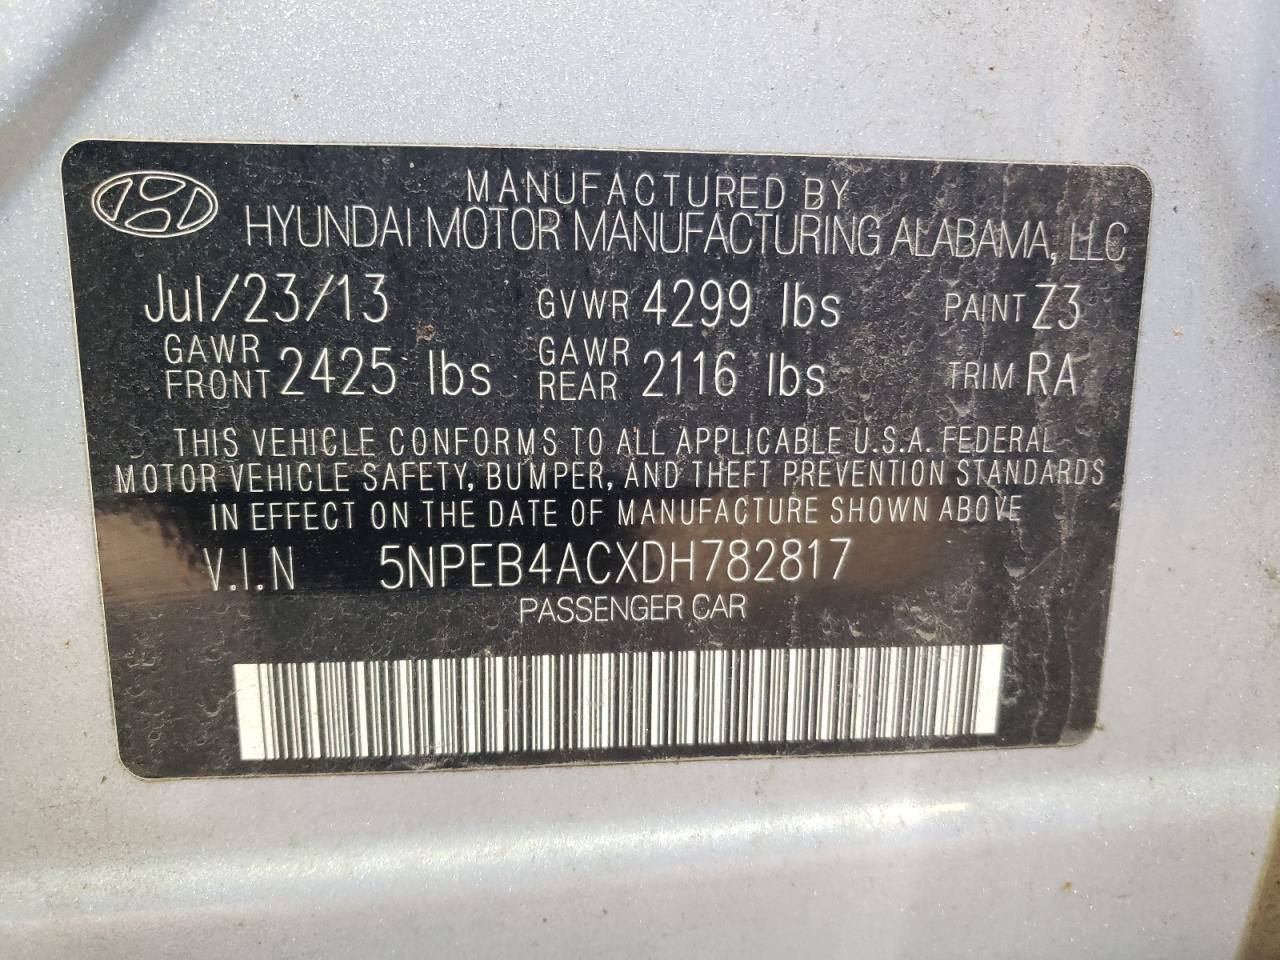 MANUFACTURED BY
HYUNDAI MOTOR MANUFACTURING ALABAMA, LLC
Jul/23/13 GVWR 4299 lbs PAINT Z3
GAWR FRONT 2425 lbs GAWR REAR 2116 lbs TRIM RA
THIS VEHICLE CONFORMS TO ALL APPLICABLE U.S.A. FEDERAL
MOTOR VEHICLE SAFETY, BUMPER, AND THEFT PREVENTION STANDARDS
IN EFFECT ON THE DATE OF MANUFACTURE SHOWN ABOVE
V.I.N 5NPEB4ACXDH782817
PASSENGER CAR